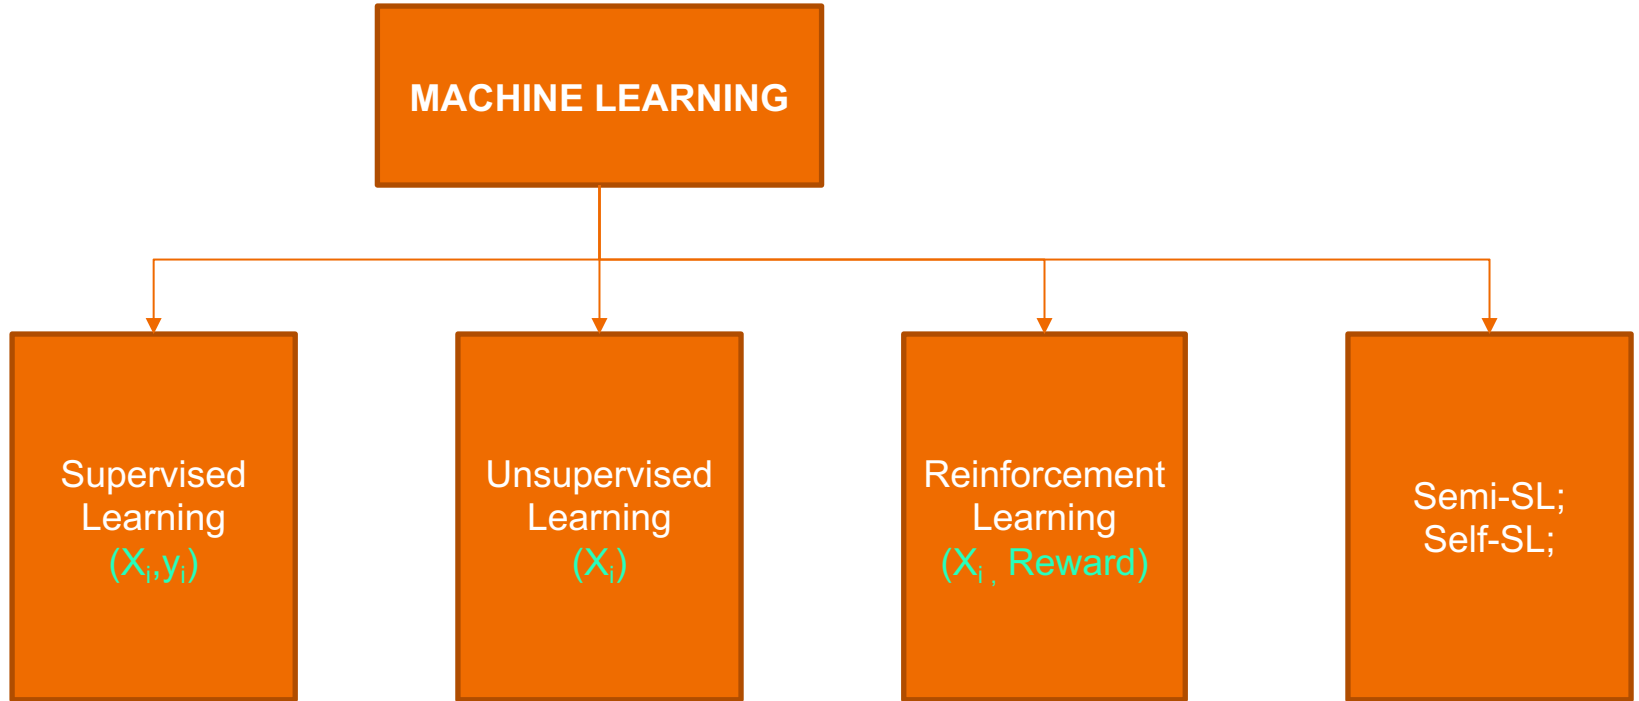 MACHINE LEARNING
Supervised
Learning
(Xᵢ,yᵢ)
Unsupervised
Learning
(Xᵢ)
Reinforcement
Learning
(Xᵢ , Reward)
Semi-SL;
Self-SL;